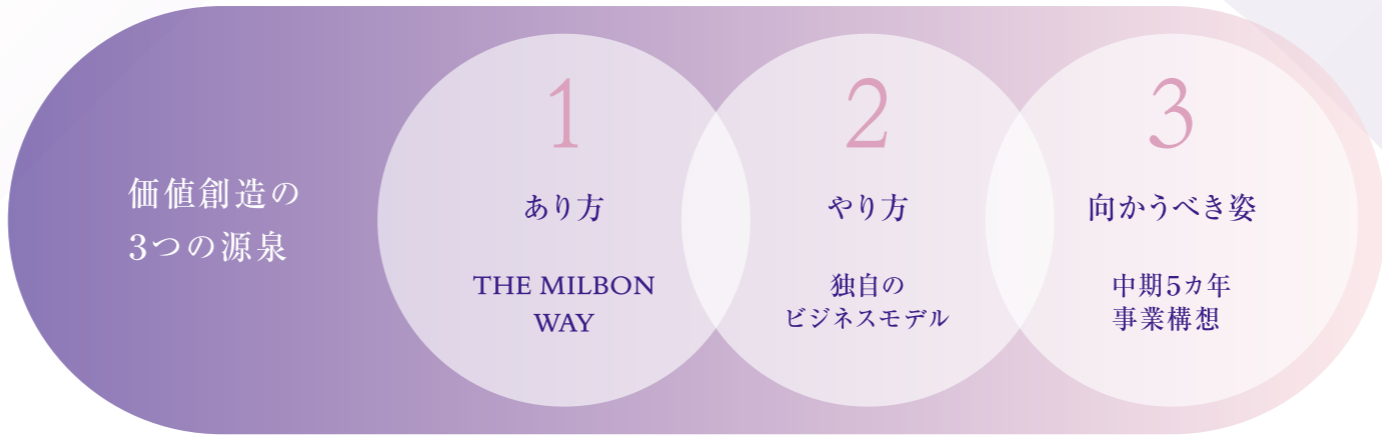 価値創造の
3つの源泉
1
あり方
THE MILBON
WAY
2
やり方
独自の
ビジネスモデル
3
向かうべき姿
中期5カ年
事業構想